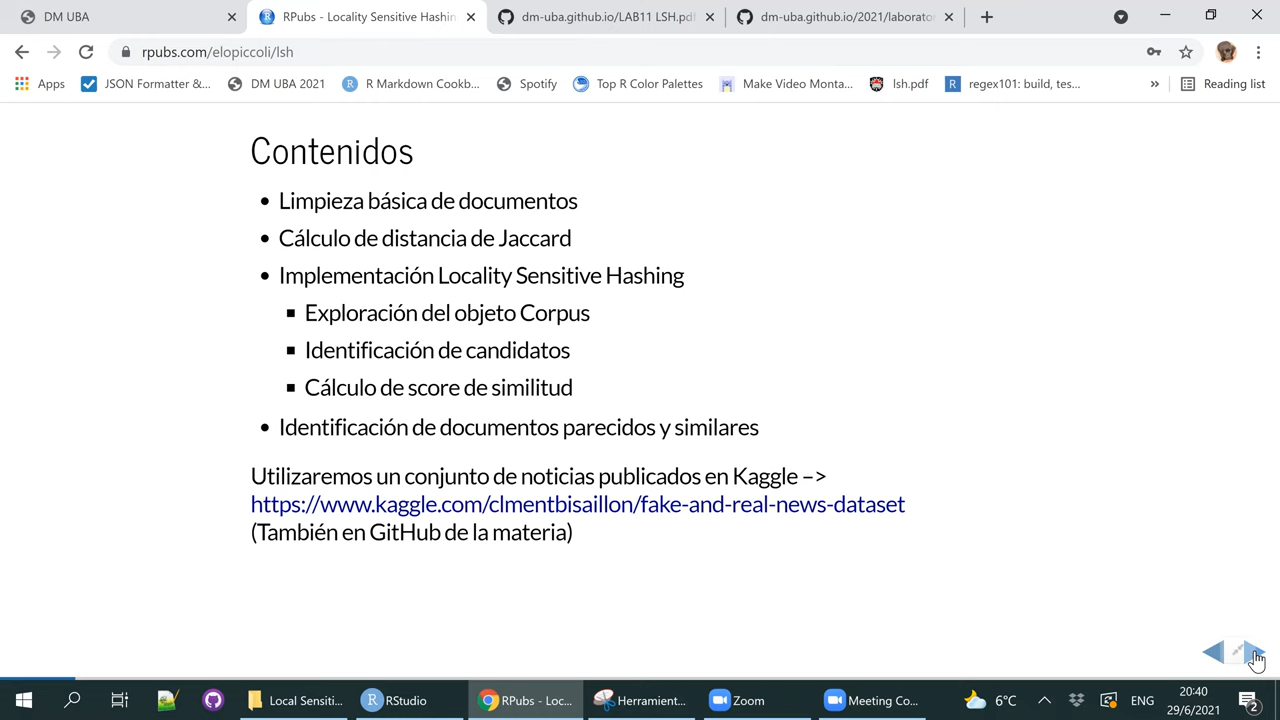 DM UBA
RPubs - Locality Sensitive Hashin
dm-uba.github.io/LAB11 LSH.pdf
dm-uba.github.io/2021/laborator
rpubs.com/elopiccoli/lsh
Apps
JSON Formatter &...
DM UBA 2021
R Markdown Cookb...
Spotify
Top R Color Palettes
Make Video Monta...
lsh.pdf
regex101: build, tes...
»
Reading list
Contenidos
• Limpieza básica de documentos
• Cálculo de distancia de Jaccard
• Implementación Locality Sensitive Hashing
▪ Exploración del objeto Corpus
▪ Identificación de candidatos
▪ Cálculo de score de similitud
• Identificación de documentos parecidos y similares
Utilizaremos un conjunto de noticias publicados en Kaggle –>
https://www.kaggle.com/clmentbisaillon/fake-and-real-news-dataset
(También en GitHub de la materia)
Local Sensiti...
RStudio
RPubs - Loc...
Herramient...
Zoom
Meeting Co...
6°C
ENG
20:40
29/6/2021
2